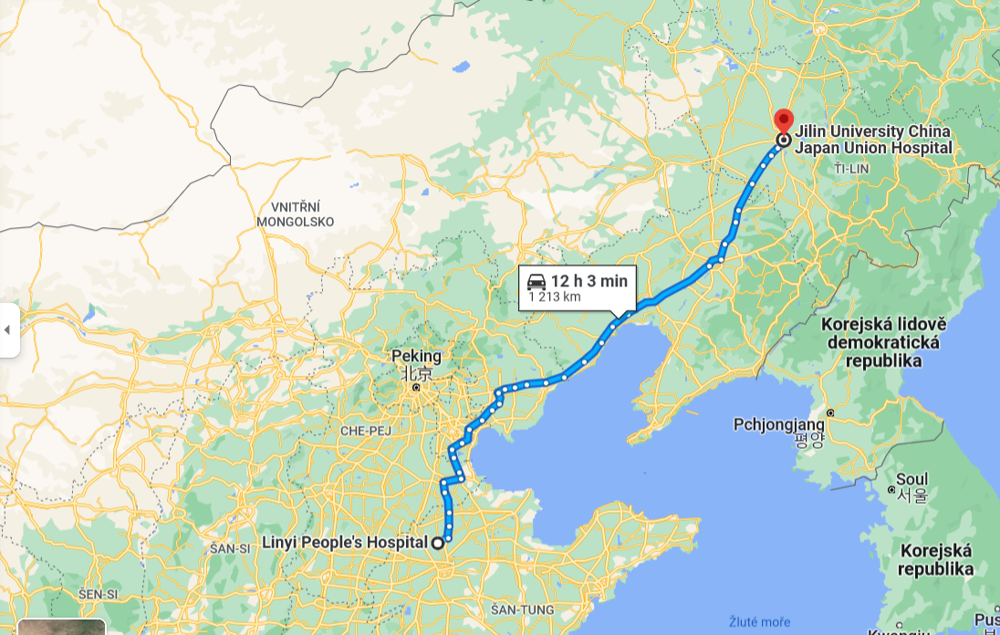 Jilin University China
Japan Union Hospital
ŤI-LIN
VNITŘNÍ
MONGOLSKO
12 h 3 min
1 213 km
Korejská lidově
demokratická
republika
Peking
北京
CHE-PEJ
Pchjongjang
평양
Soul
서울
Linyi People's Hospital
ŠAN-SI
Korejská
republika
ŠEN-SI
ŠAN-TUNG
Žluté moře